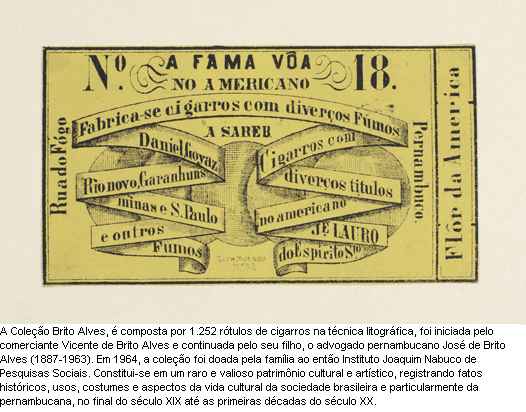 Nº 18.
A FAMA VÔA
NO AMERICANO
Fabrica-se cigarros com diverços Fumos
A SAREB
Daniel, Goyaz,
Rio novo, Garanhuns
minas e S. Paulo
e outros
Fumos
Cigarros com
diverços titulos
no americano
JE. LAURO
do Espirito Sto
Rua do Fôgo
Pernambuco.
Flôr da America
A Coleção Brito Alves, é composta por 1.252 rótulos de cigarros na técnica litográfica, foi iniciada pelo
comerciante Vicente de Brito Alves e continuada pelo seu filho, o advogado pernambucano José de Brito
Alves (1887-1963). Em 1964, a coleção foi doada pela família ao então Instituto Joaquim Nabuco de
Pesquisas Sociais. Constitui-se em um raro e valioso patrimônio cultural e artístico, registrando fatos
históricos, usos, costumes e aspectos da vida cultural da sociedade brasileira e particularmente da
pernambucana, no final do século XIX até as primeiras décadas do século XX.